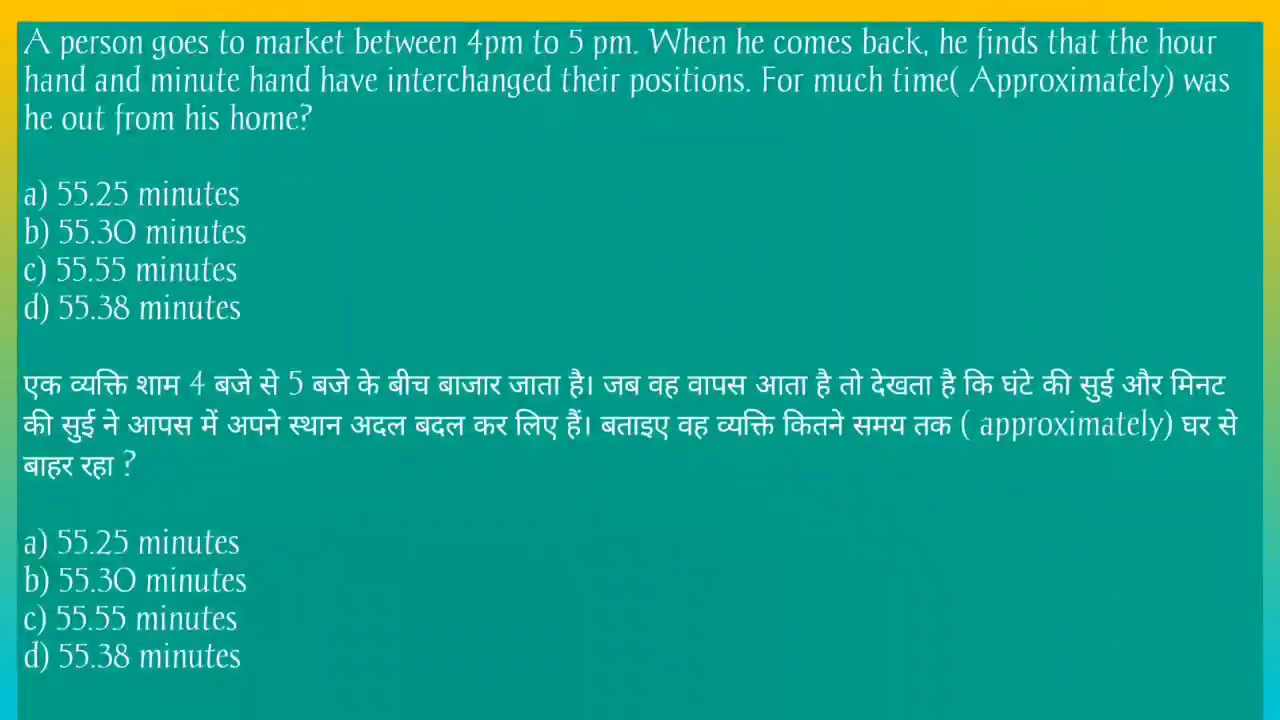 A person goes to market between 4pm to 5 pm. When he comes back, he finds that the hour
hand and minute hand have interchanged their positions. For much time( Approximately) was
he out from his home?
a) 55.25 minutes
b) 55.30 minutes
c) 55.55 minutes
d) 55.38 minutes
एक व्यक्ति शाम 4 बजे से 5 बजे के बीच बाजार जाता है। जब वह वापस आता है तो देखता है कि घंटे की सुई और मिनट
की सुई ने आपस में अपने स्थान अदल बदल कर लिए हैं। बताइए वह व्यक्ति कितने समय तक ( approximately) घर से
बाहर रहा ?
a) 55.25 minutes
b) 55.30 minutes
c) 55.55 minutes
d) 55.38 minutes